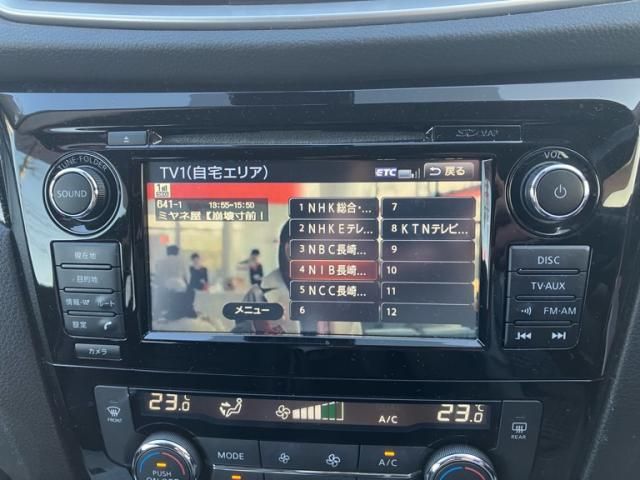 TUNE·FOLDER
SOUND
SD MAP
VOL
TV1(自宅エリア)
ETC
戻る
641-1 13:55-15:50
ミヤネ屋【崩壊寸前!
1 NHK総合・...
2 NHKEテレ...
3 NBC長崎...
4 NIB長崎...
5 NCC長崎...
6
7
8 KTNテレビ...
9
10
11
12
メニュー
現在地
目的地
情報・ ルート
設定
カメラ
DISC
TV·AUX
FM·AM
23.0℃
A/C
23.0℃
FRONT
MODE
A/C
REAR
PUSH
ON/OFF